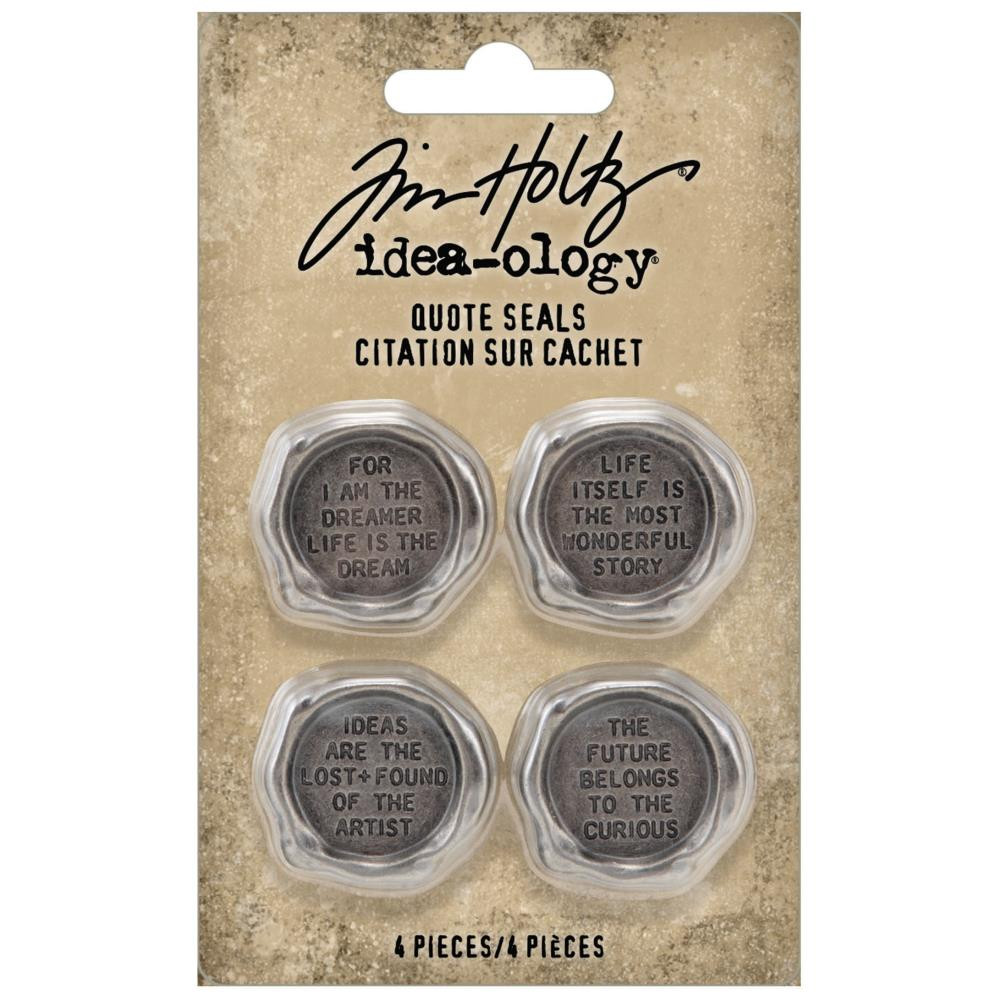 Tim Holtz®
idea-ology®
QUOTE SEALS
CITATION SUR CACHET
FOR
I AM THE
DREAMER
LIFE IS THE
DREAM
LIFE
ITSELF IS
THE MOST
WONDERFUL
STORY
IDEAS
ARE THE
LOST+FOUND
OF THE
ARTIST
THE
FUTURE
BELONGS
TO THE
CURIOUS
4 PIECES/4 PIÈCES